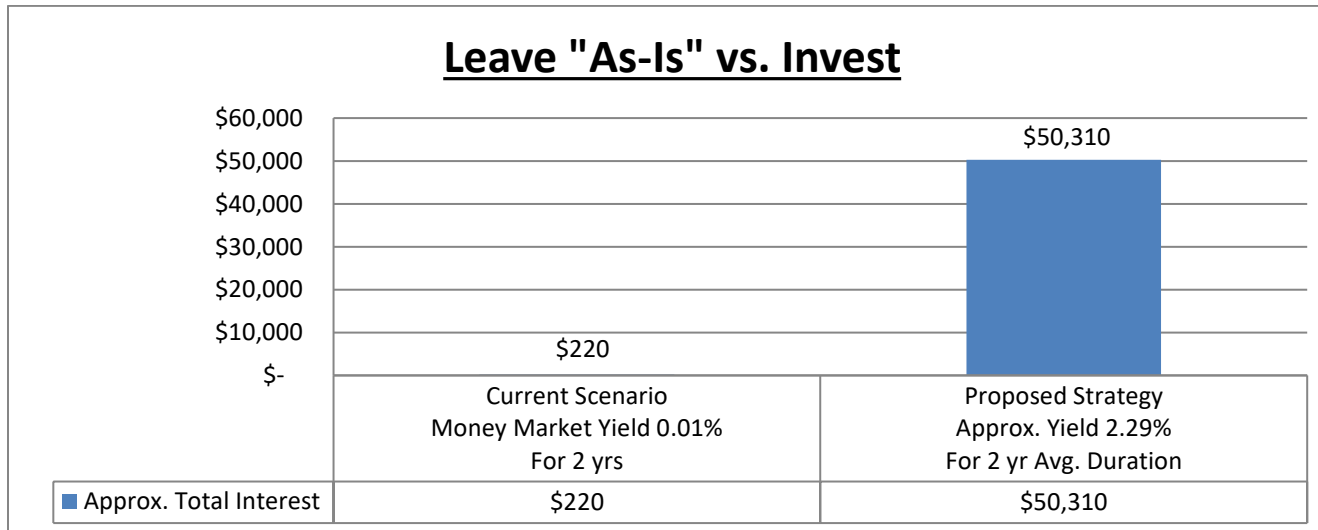 Leave "As-Is" vs. Invest
$60,000
$50,000
$40,000
$30,000
$20,000
$10,000
$-
$220
$50,310
Current Scenario
Money Market Yield 0.01%
For 2 yrs
Proposed Strategy
Approx. Yield 2.29%
For 2 yr Avg. Duration
Approx. Total Interest
$220
$50,310